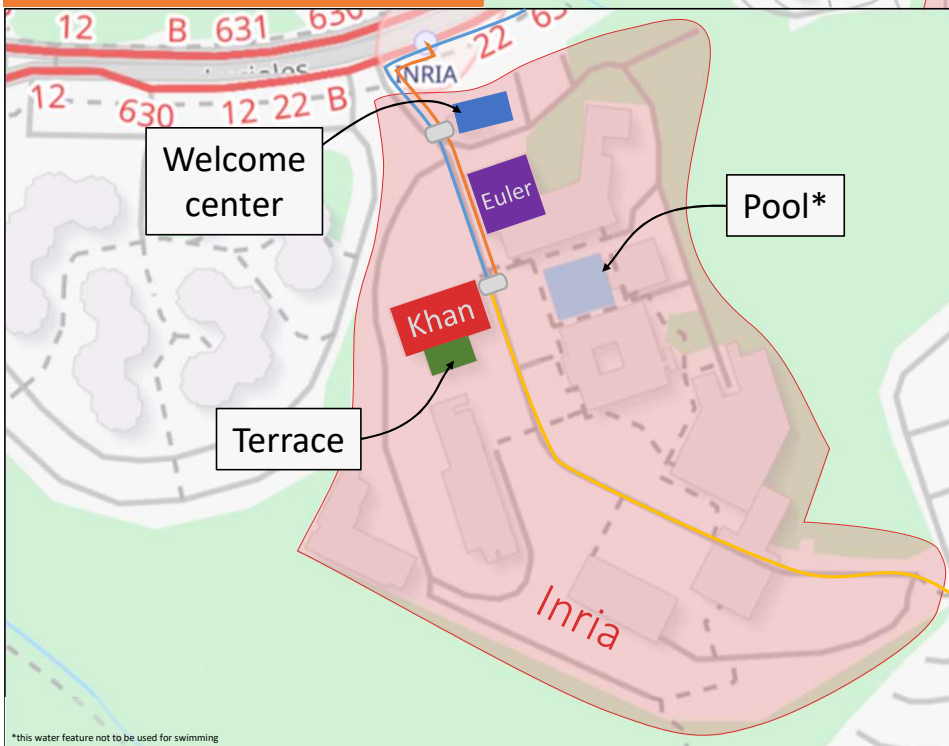 12 B 631 630
INRIA
22
12 630 12 22 B
Welcome
center
Euler
Pool*
Khan
Terrace
Inria
*this water feature not to be used for swimming